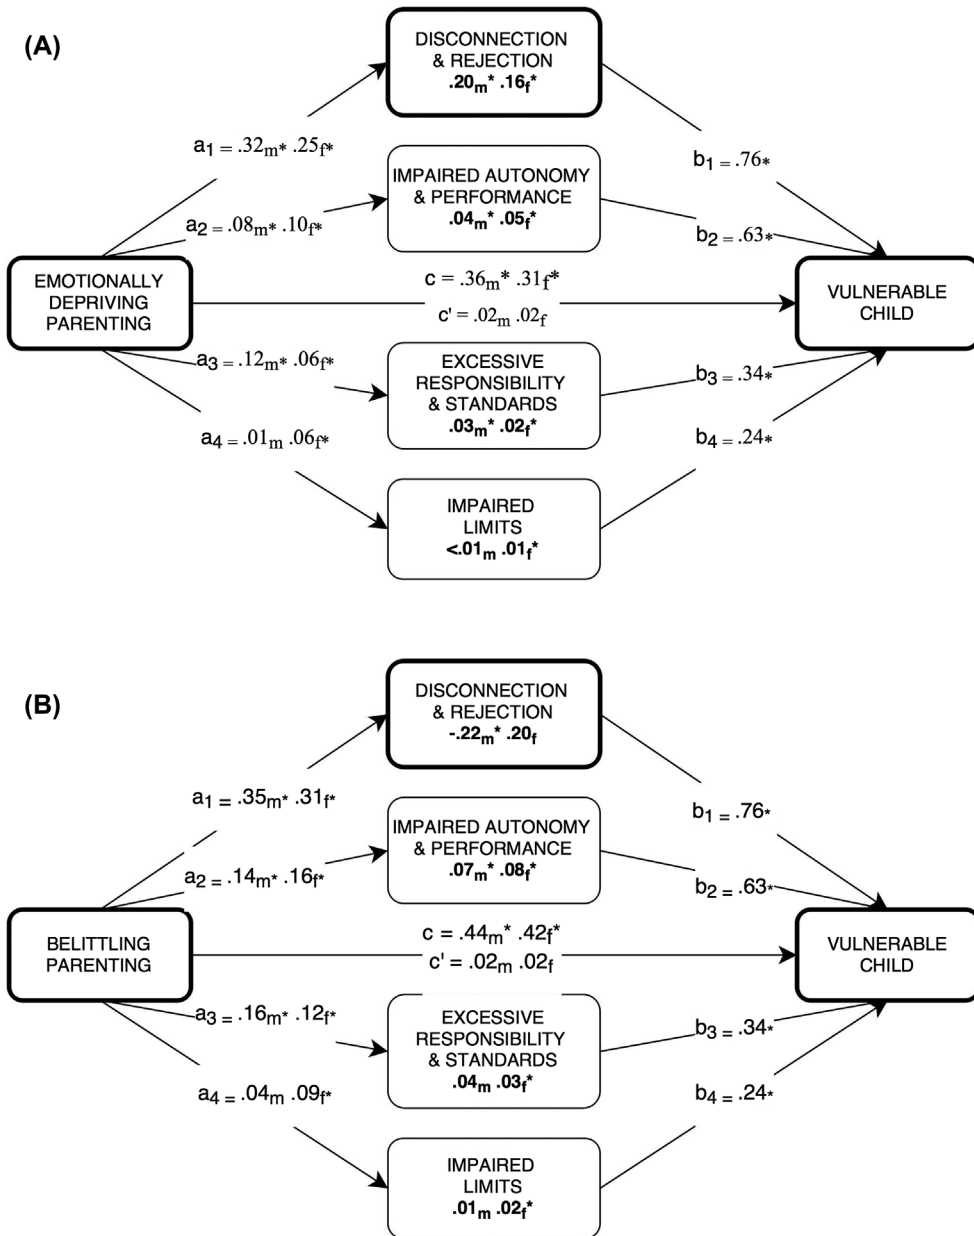 (A)
DISCONNECTION
& REJECTION
.20m* .16f*
a1 = .32m* .25f*
b1 = .76*
IMPAIRED AUTONOMY
& PERFORMANCE
.04m* .05f*
a2 = .08m* .10f*
b2 = .63*
EMOTIONALLY
DEPRIVING
PARENTING
c = .36m* .31f*
c' = .02m .02f
VULNERABLE
CHILD
a3 = .12m* .06f*
EXCESSIVE
RESPONSIBILITY
& STANDARDS
.03m* .02f*
b3 = .34*
a4 = .01m .06f*
b4 = .24*
IMPAIRED
LIMITS
<.01m .01f*
(B)
DISCONNECTION
& REJECTION
-.22m* .20f
a1 = .35m* .31f*
b1 = .76*
IMPAIRED AUTONOMY
& PERFORMANCE
.07m* .08f*
a2 = .14m* .16f*
b2 = .63*
BELITTLING
PARENTING
c = .44m* .42f*
c' = .02m .02f
VULNERABLE
CHILD
a3 = .16m* .12f*
EXCESSIVE
RESPONSIBILITY
& STANDARDS
.04m .03f*
b3 = .34*
a4 = .04m .09f*
b4 = .24*
IMPAIRED
LIMITS
.01m .02f*